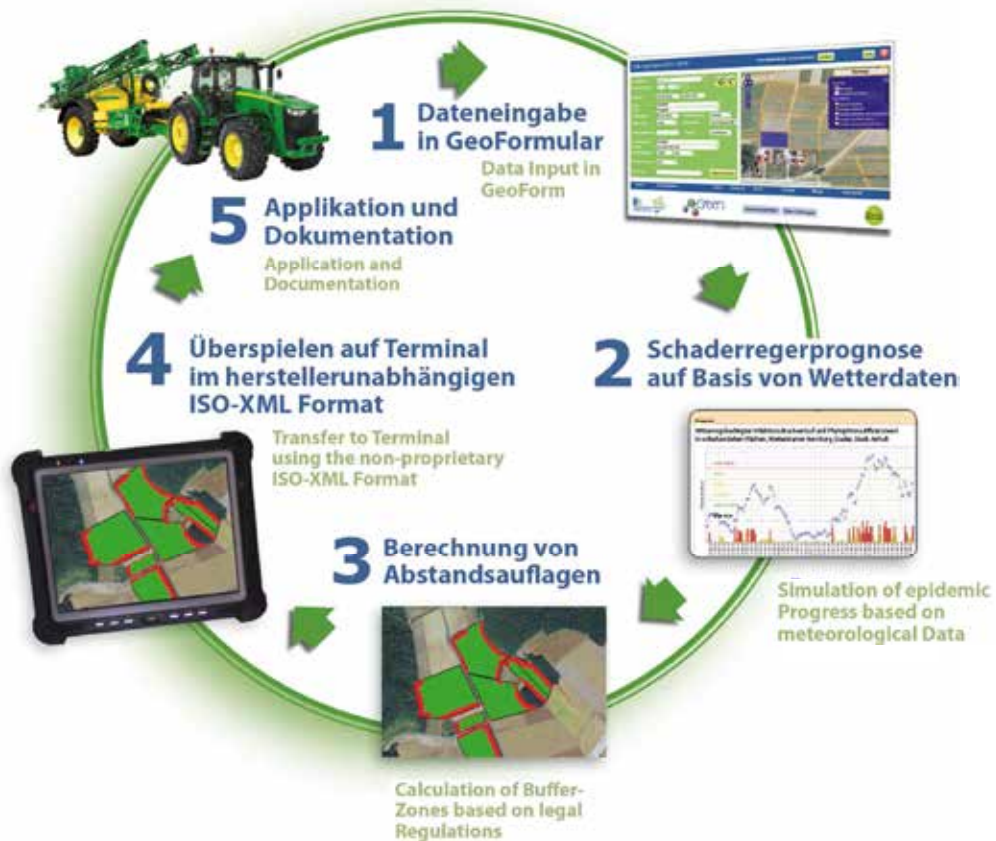 1 Dateneingabe
in GeoFormular
Data Input in
GeoForm
2 Schaderregerprognose
auf Basis von Wetterdaten
Simulation of epidemic
Progress based on
meteorological Data
3 Berechnung von
Abstandsauflagen
Calculation of Buffer-
Zones based on legal
Regulations
4 Überspielen auf Terminal
im herstellerunabhängigen
ISO-XML Format
Transfer to Terminal
using the non-proprietary
ISO-XML Format
5 Applikation und
Dokumentation
Application and
Documentation